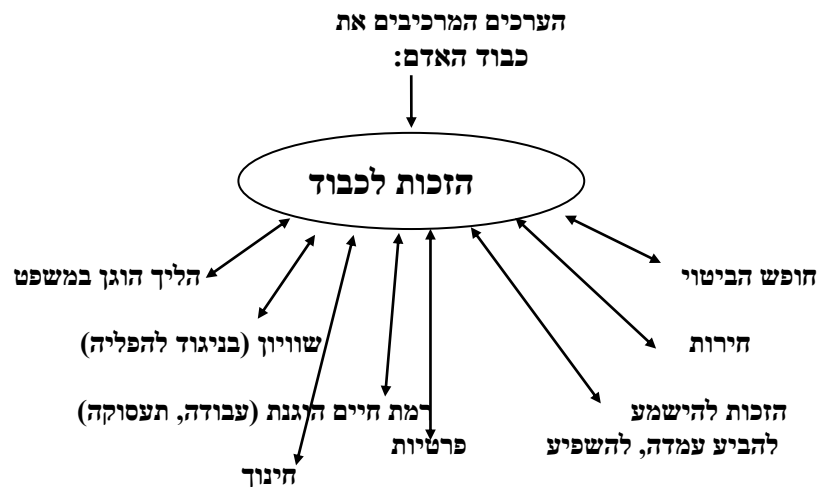 הערכים המרכיבים את
כבוד האדם:
הזכות לכבוד
חופש הביטוי
הליך הוגן במשפט
חירות
שוויון (בניגוד להפליה)
הזכות להישמע
להביע עמדה, להשפיע
רמת חיים הוגנת (עבודה, תעסוקה)
פרטיות
חינוך